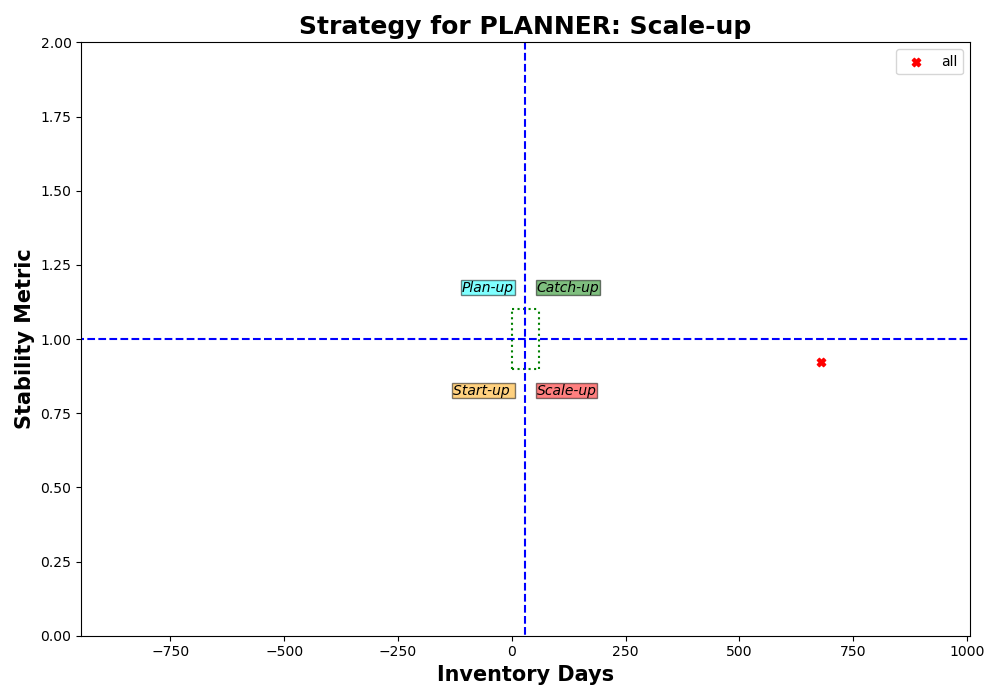 Strategy for PLANNER: Scale-up
2.00
all
1.75
1.50
1.25
Plan-up
Catch-up
1.00
0.75
Start-up
Scale-up
0.50
0.25
0.00
−750
−500
−250
0
250
500
750
1000
Stability Metric
Inventory Days